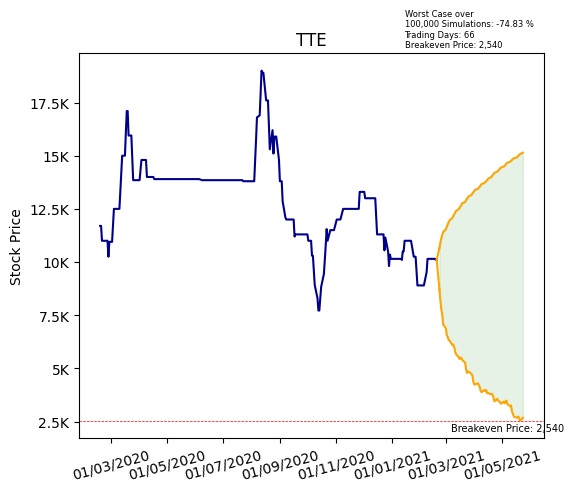 Worst Case over
100,000 Simulations: -74.83 %
Trading Days: 66
Breakeven Price: 2,540
TTE
Stock Price
17.5K
15K
12.5K
10K
7.5K
5K
2.5K
Breakeven Price: 2,540
01/03/2020 01/05/2020 01/07/2020 01/09/2020 01/11/2020 01/01/2021 01/03/2021 01/05/2021